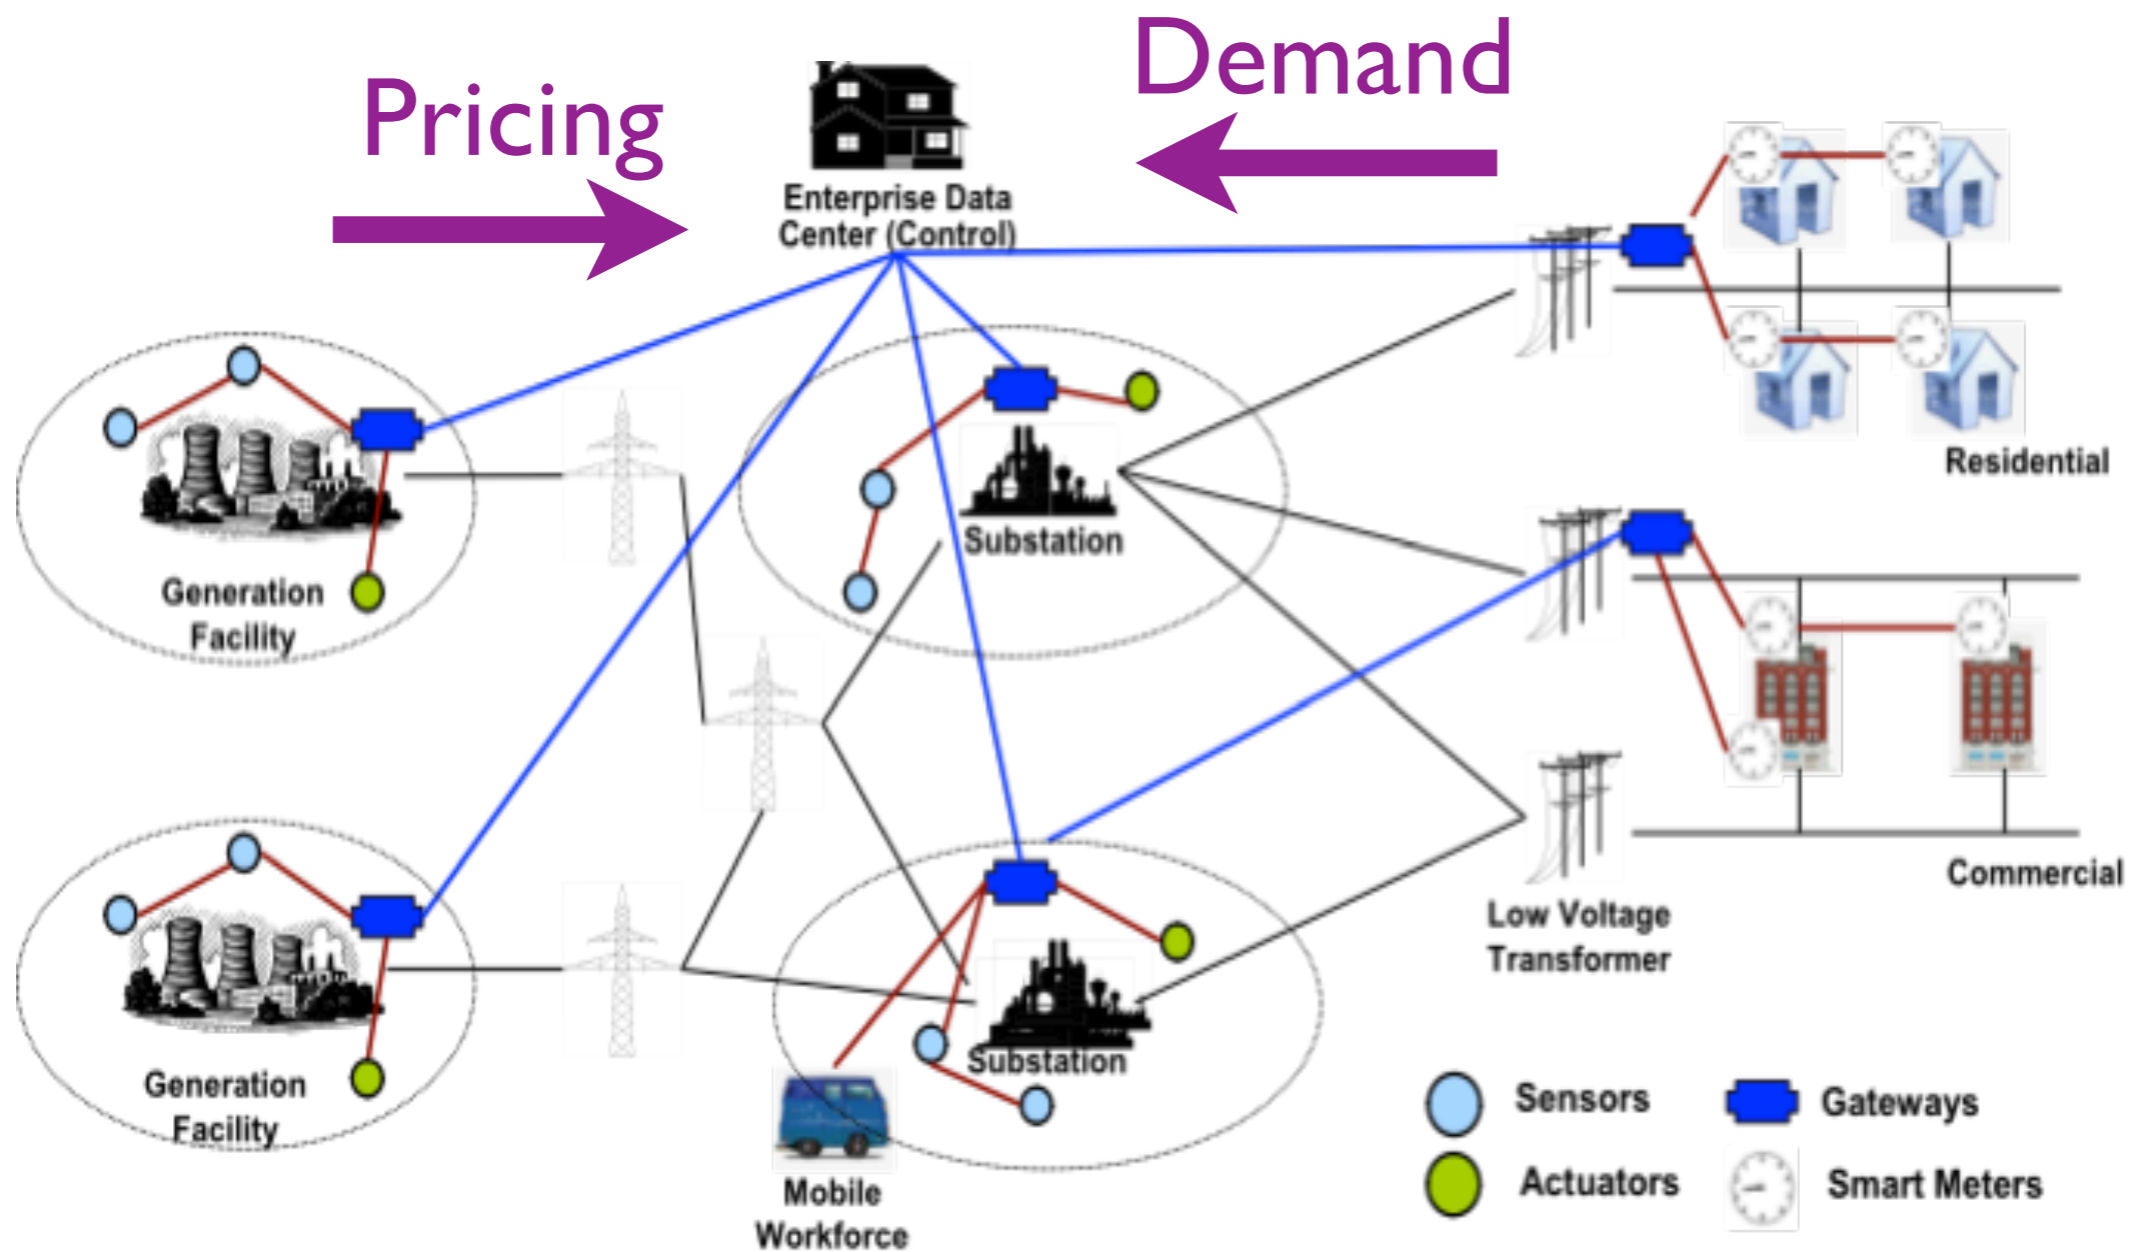 Pricing
Demand
Enterprise Data
Center (Control)
Residential
Substation
Generation
Facility
Commercial
Low Voltage
Transformer
Substation
Generation
Facility
Mobile
Workforce
Sensors
Gateways
Actuators
Smart Meters